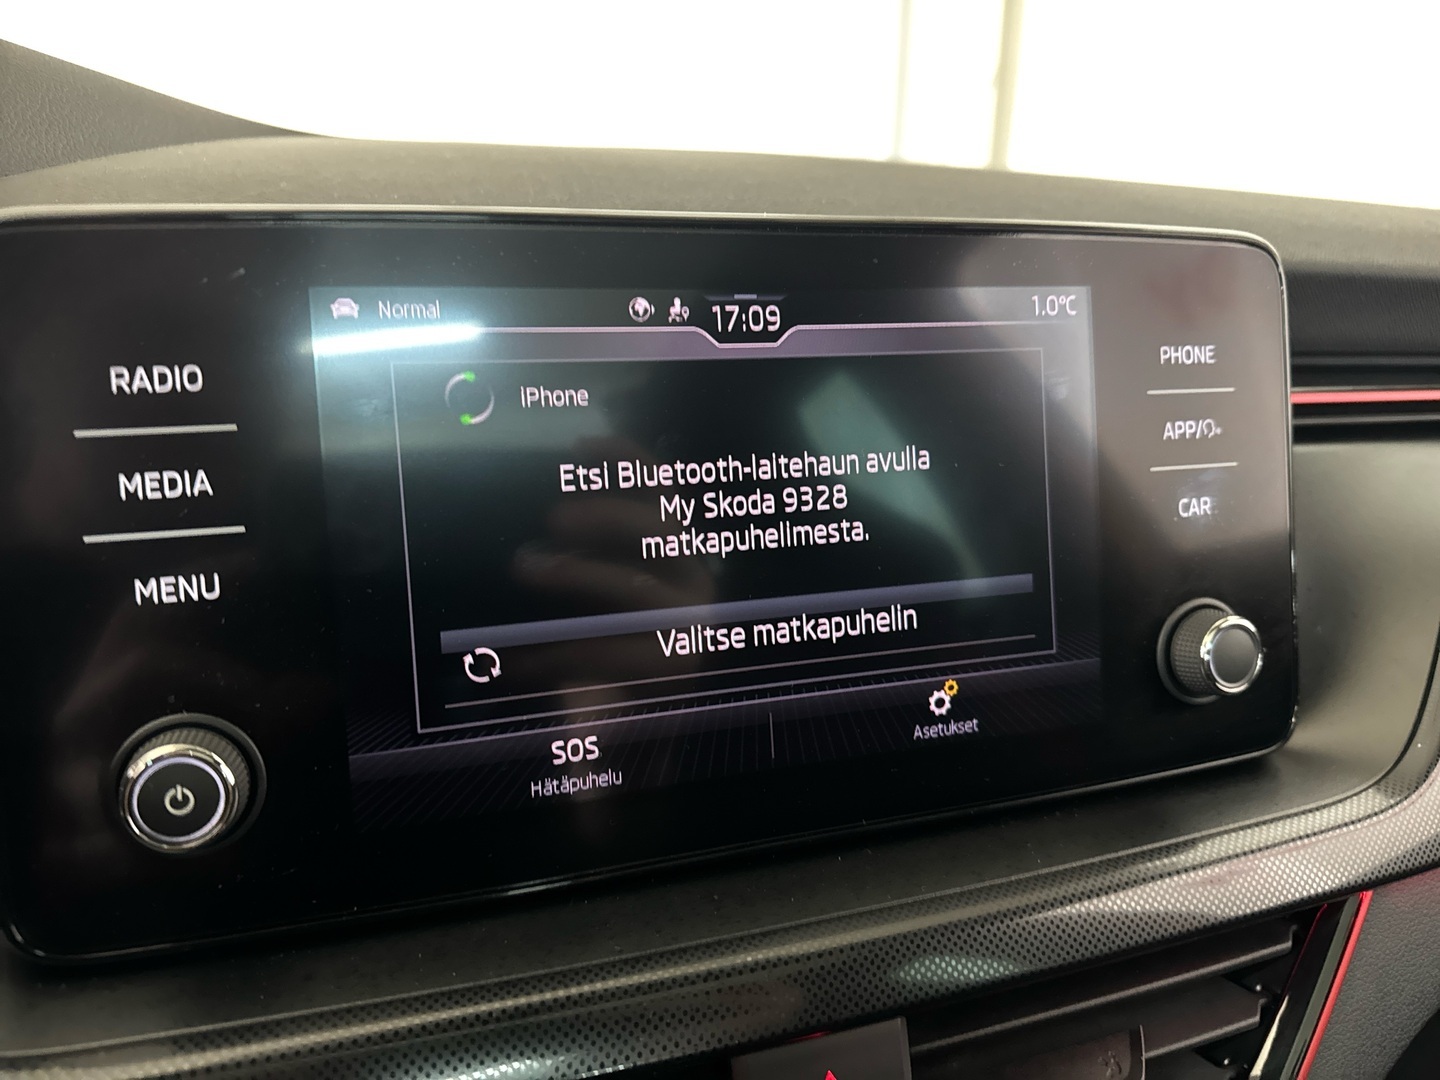 Normal
17:09
1.0°C
RADIO
MEDIA
MENU
iPhone
Etsi Bluetooth-laitehaun avulla
My Skoda 9328
matkapuhelimesta.
Valitse matkapuhelin
SOS
Hätäpuhelu
Asetukset
PHONE
APP/
CAR